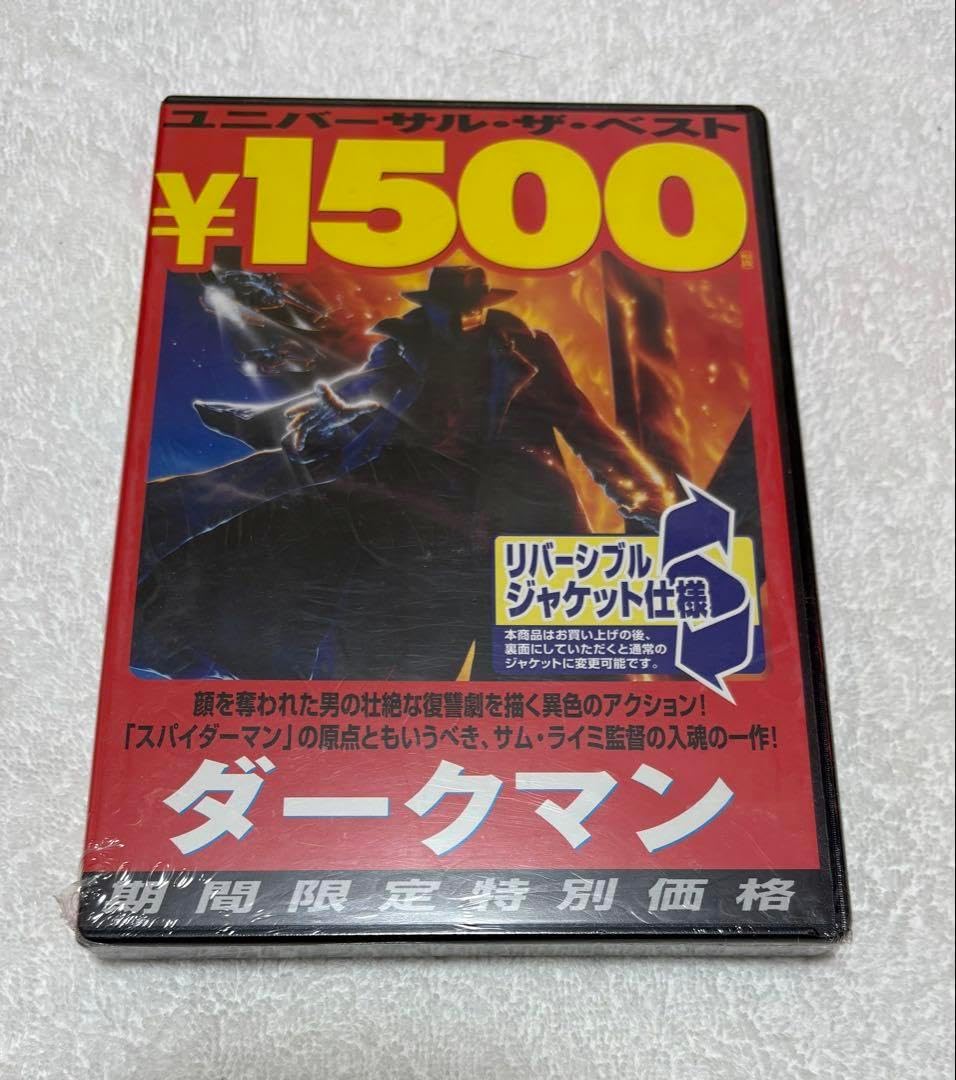 ユニバーサル・ザ・ベスト
¥1500
リバーシブル
ジャケット仕様
本商品はお買い上げの後、
裏面にしていただくと通常の
ジャケットに変更可能です。
顔を奪われた男の壮絶な復讐劇を描く異色のアクション!
「スパイダーマン」の原点ともいうべき、サム・ライミ監督の入魂の一作!
ダークマン
期間限定特別価格